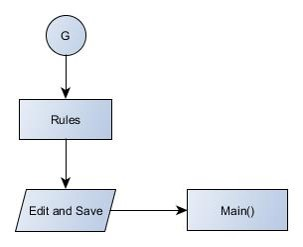 G
Rules
Edit and Save
Main()